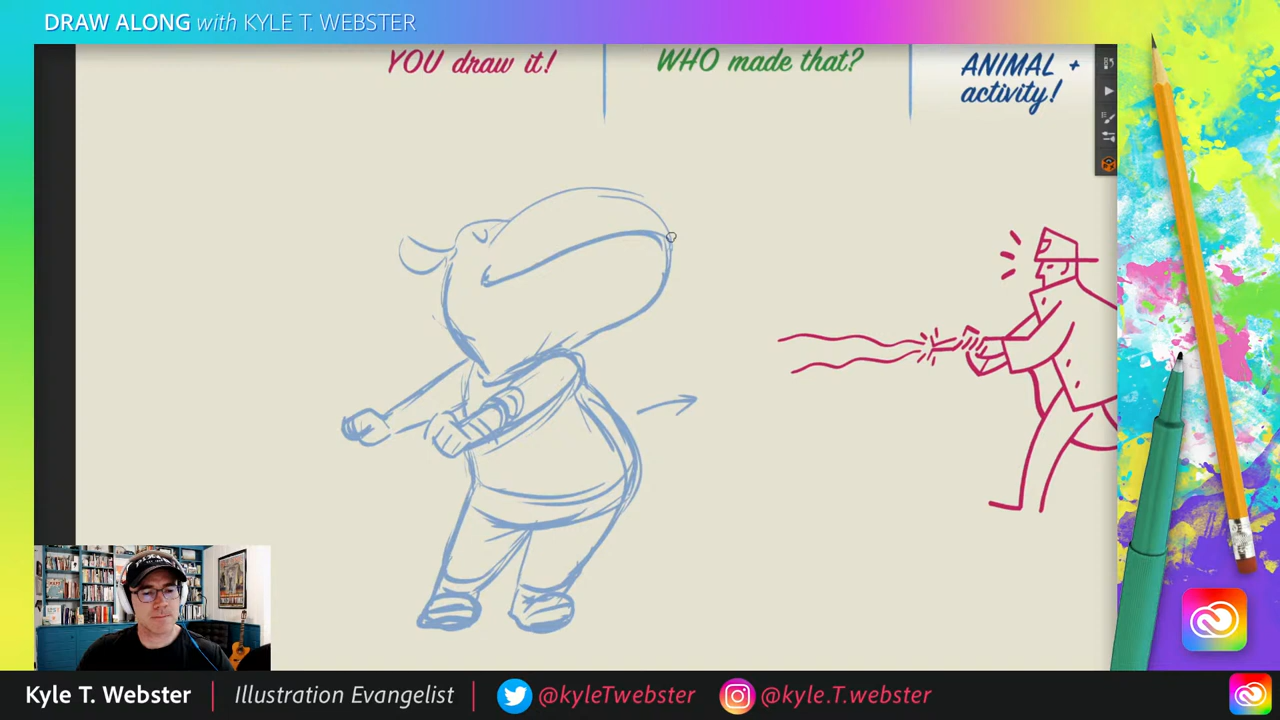 DRAW ALONG with KYLE T. WEBSTER
YOU draw it!
WHO made that?
ANIMAL +
activity!
PIXAR
Kyle T. Webster | Illustration Evangelist | @kyleTwebster @kyle.T.webster